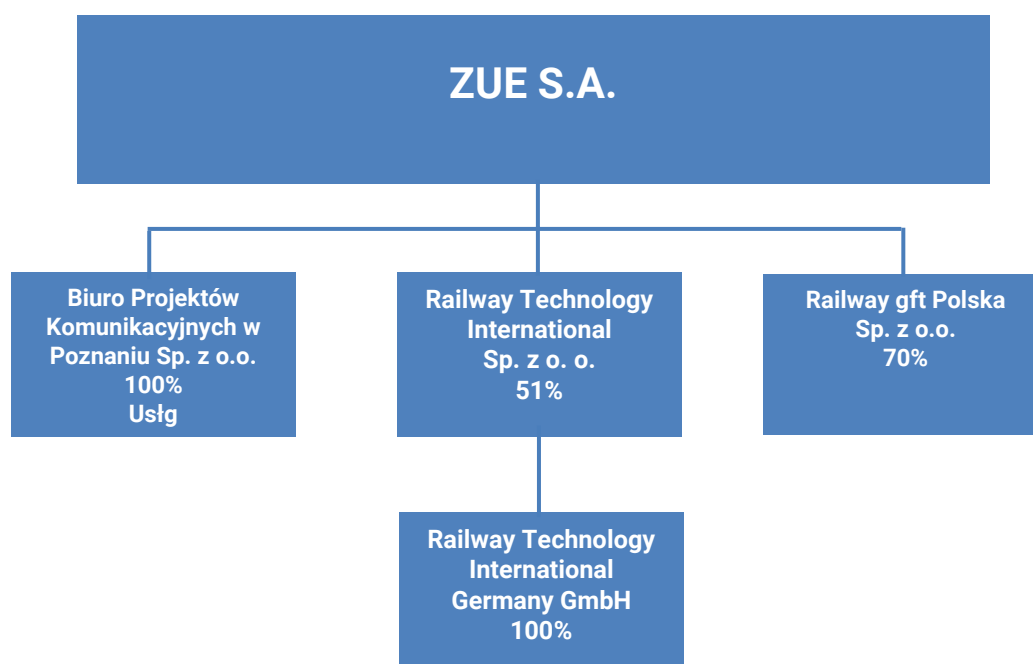 ZUE S.A.
Biuro Projektów
Komunikacyjnych w
Poznaniu Sp. z o.o.
100%
Usłg
Railway Technology
International
Sp. z o. o.
51%
Railway gft Polska
Sp. z o.o.
70%
Railway Technology
International
Germany GmbH
100%